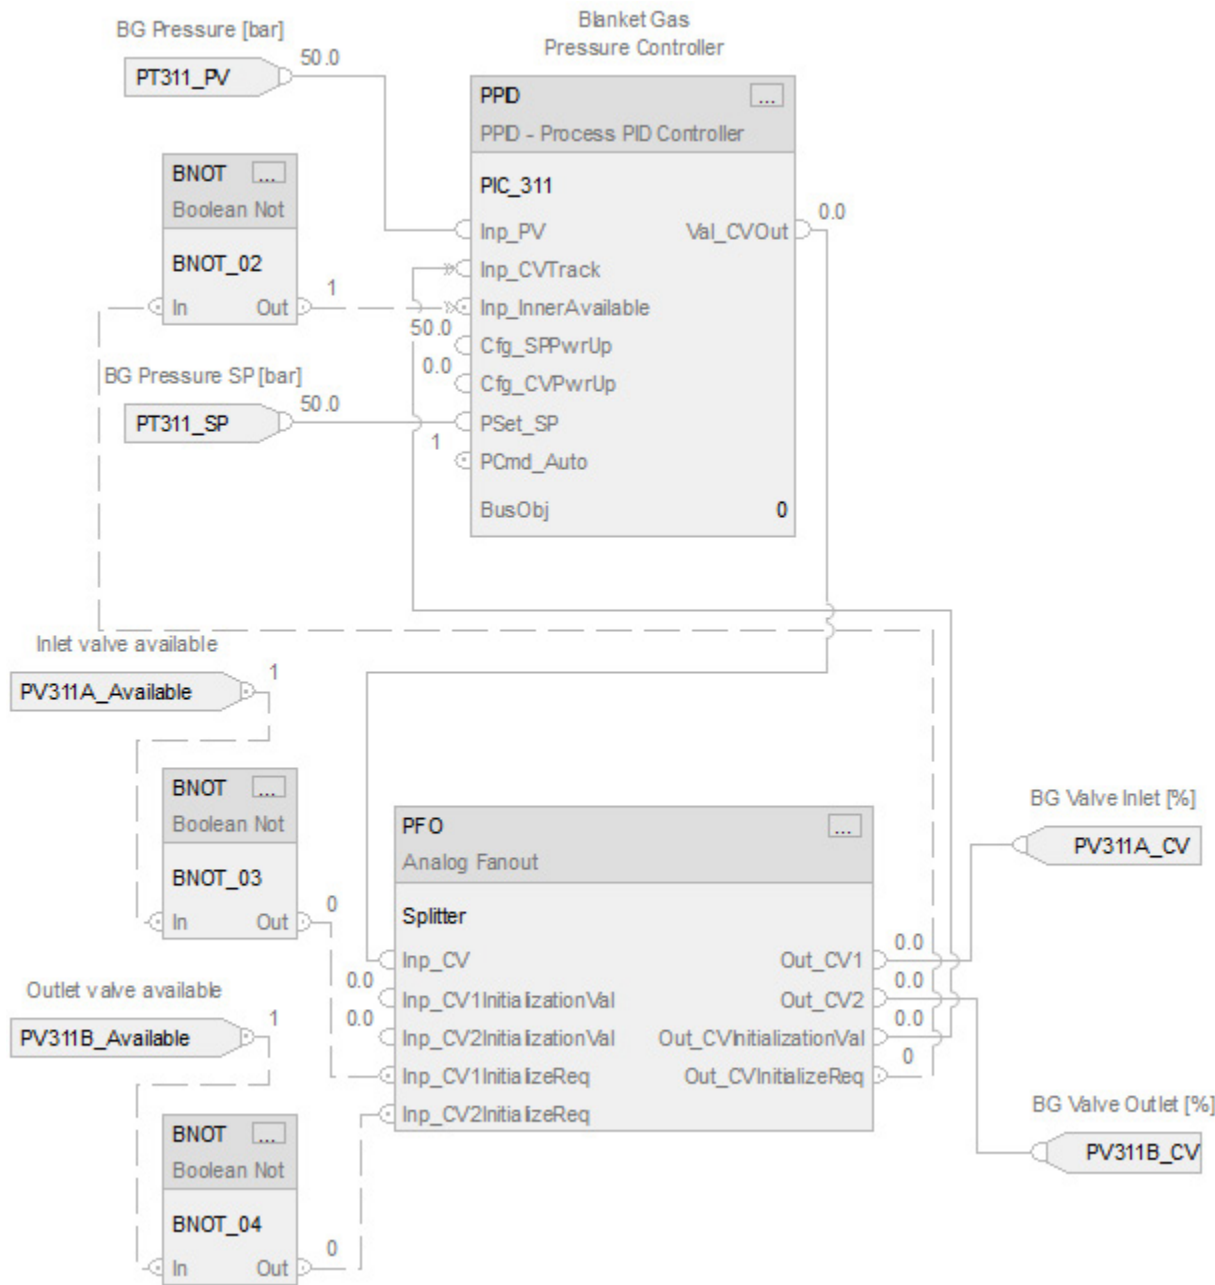 BG Pressure [bar]
PT311_PV
50.0
Blanket Gas
Pressure Controller
PPID
...
PPID - Process PID Controller
PIC_311
Inp_PV
Val_CVOut
0.0
Inp_CVTrack
Inp_InnerAvailable
50.0
Cfg_SPPwrUp
0.0
Cfg_CVPwrUp
PSet_SP
1
PCmd_Auto
BusObj
0
BNOT
...
Boolean Not
BNOT_02
In
Out
1
BG Pressure SP [bar]
PT311_SP
50.0
Inlet valve available
PV311A_Available
1
BNOT
...
Boolean Not
BNOT_03
In
Out
0
Outlet valve available
PV311B_Available
1
BNOT
...
Boolean Not
BNOT_04
In
Out
0
PFO
...
Analog Fanout
Splitter
Inp_CV
Out_CV1
0.0
0.0
Inp_CV1InitializationVal
Out_CV2
0.0
0.0
Inp_CV2InitializationVal
Out_CVInitializationVal
0.0
Inp_CV1InitializeReq
Out_CVInitializeReq
0
Inp_CV2InitializeReq
BG Valve Inlet [%]
PV311A_CV
BG Valve Outlet [%]
PV311B_CV